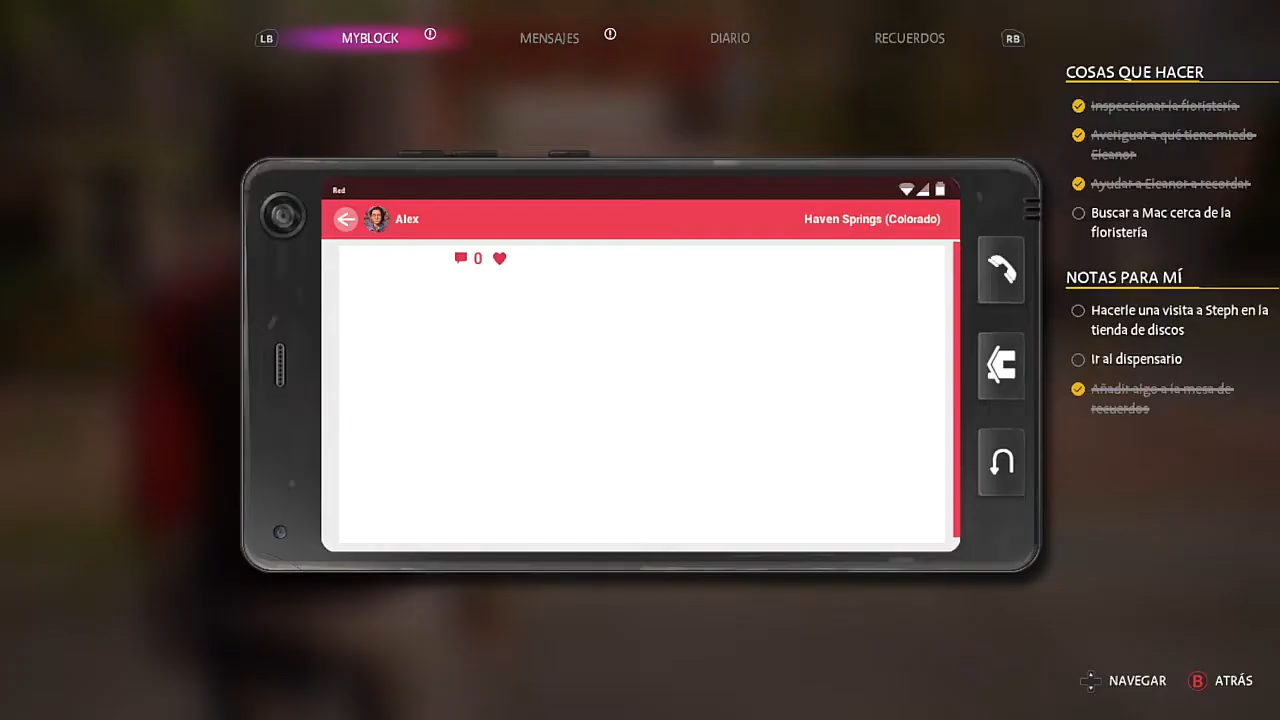 LB
MYBLOCK
MENSAJES
DIARIO
RECUERDOS
RB
Red
Alex
Haven Springs (Colorado)
0
COSAS QUE HACER
Inspeccionar la floristería
Averiguar a qué tiene miedo
Eleanor
Ayudar a Eleanor a recordar
Buscar a Mac cerca de la
floristería
NOTAS PARA MÍ
Hacerle una visita a Steph en la
tienda de discos
Ir al dispensario
Añadir algo a la mesa de
recuerdos
NAVEGAR
B ATRÁS